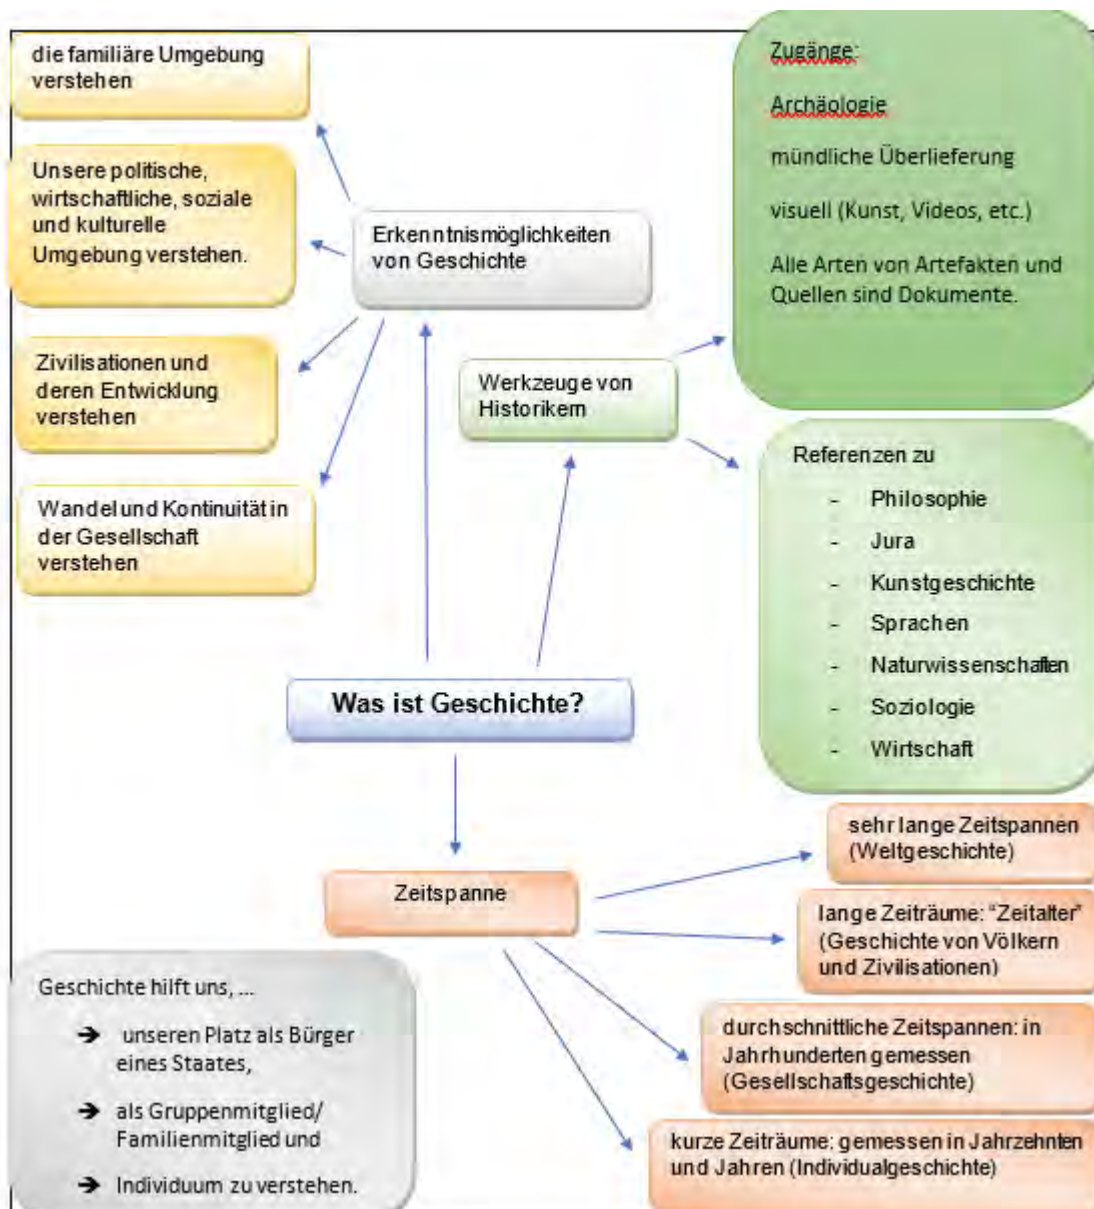 die familiäre Umgebung
verstehen
Unsere politische,
wirtschaftliche, soziale
und kulturelle
Umgebung verstehen.
Zivilisationen und
deren Entwicklung
verstehen
Wandel und Kontinuität in
der Gesellschaft
verstehen
Erkenntnismöglichkeiten
von Geschichte
Werkzeuge von
Historikern
Zugänge:
Archäologie
mündliche Überlieferung
visuell (Kunst, Videos, etc.)
Alle Arten von Artefakten und
Quellen sind Dokumente.
Referenzen zu
- Philosophie
- Jura
- Kunstgeschichte
- Sprachen
- Naturwissenschaften
- Soziologie
- Wirtschaft
Was ist Geschichte?
Zeitspanne
sehr lange Zeitspannen
(Weltgeschichte)
lange Zeiträume: “Zeitalter”
(Geschichte von Völkern
und Zivilisationen)
durchschnittliche Zeitspannen: in
Jahrhunderten gemessen
(Gesellschaftsgeschichte)
kurze Zeiträume: gemessen in Jahrzehnten
und Jahren (Individualgeschichte)
Geschichte hilft uns, ...
➔ unseren Platz als Bürger
eines Staates,
➔ als Gruppenmitglied/
Familienmitglied und
➔ Individuum zu verstehen.